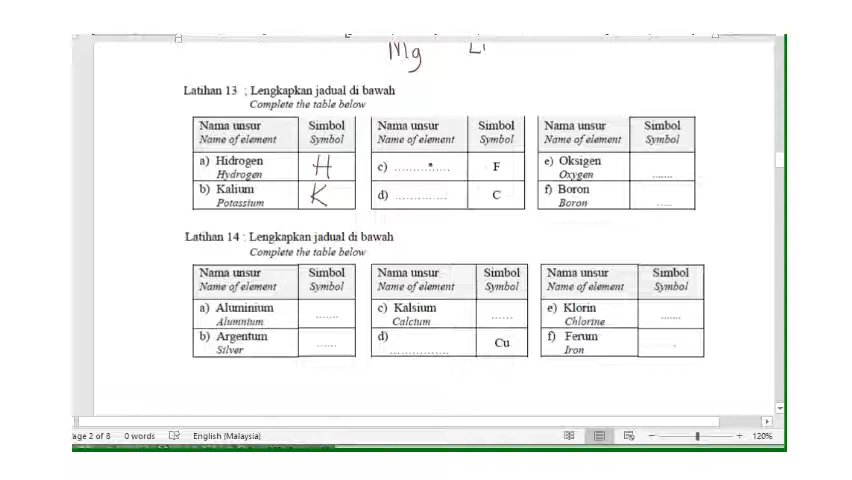 Mg Li
Latihan 13 : Lengkapkan jadual di bawah
Complete the table below
Nama unsur Simbol Nama unsur Simbol Nama unsur Simbol
Name of element Symbol Name of element Symbol Name of element Symbol
a) Hidrogen H c) ................ F e) Oksigen .......
Hydrogen Oxygen
b) Kalium K d) ............... C f) Boron .....
Potassium Boron
Latihan 14 : Lengkapkan jadual di bawah
Complete the table below
Nama unsur Simbol Nama unsur Simbol Nama unsur Simbol
Name of element Symbol Name of element Symbol Name of element Symbol
a) Aluminium ....... c) Kalsium ...... e) Klorin .......
Alumnium Calcium Chlorine
b) Argentum ...... d) ................. Cu f) Ferum .
Silver Iron
age 2 of 8 0 words English (Malaysia) 120%